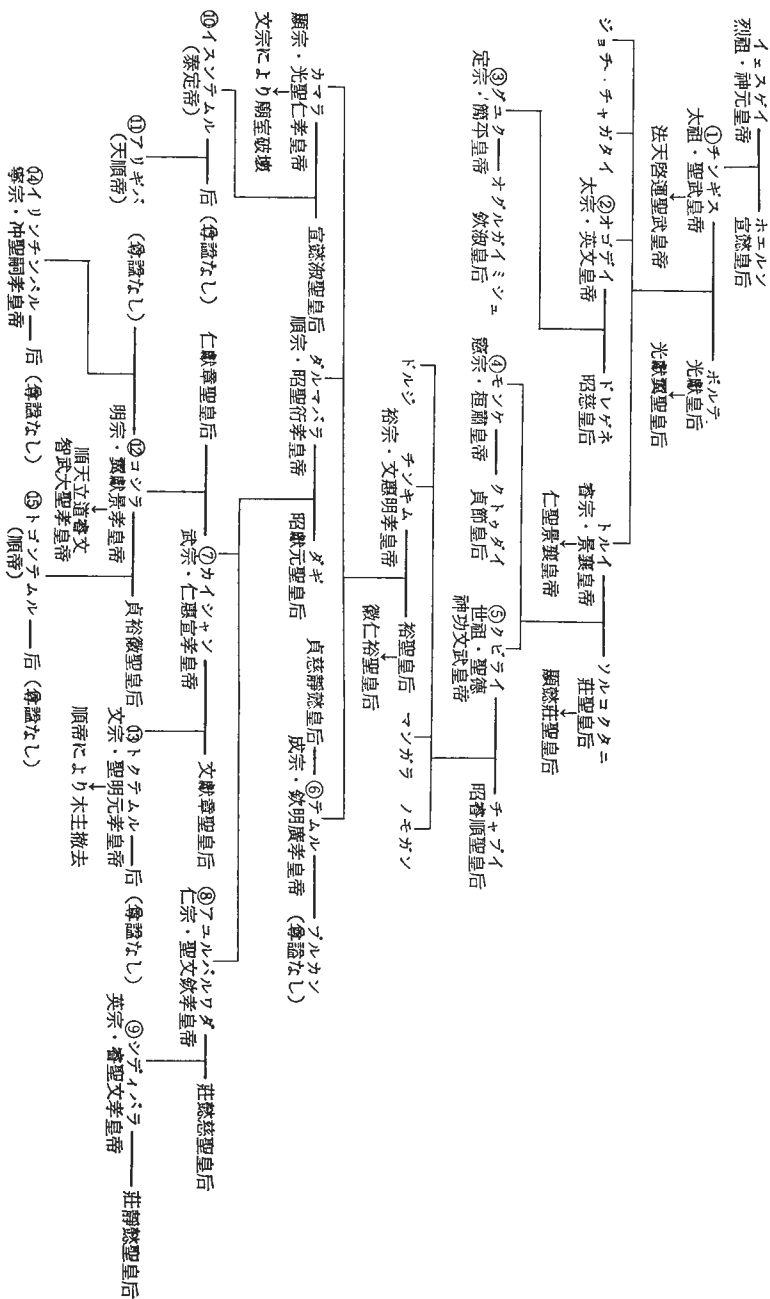 イェスゲイ
烈祖・神元皇帝
ホエルン
宣懿皇后
①チンギス
太祖・聖武皇帝
法天啓運聖武皇帝
ボルテ
光献皇后
光献翼聖皇后
ジョチ・チャガタイ
②オゴデイ
太宗・英文皇帝
ドレゲネ
昭慈皇后
トルイ
睿宗・景襄皇帝
仁聖景襄皇帝
ソルコクタニ
荘聖皇后
顯懿荘聖皇后
③グユク
定宗・簡平皇帝
オグルガイミシュ
欽淑皇后
④モンケ
憲宗・桓肅皇帝
クトゥダイ
貞節皇后
⑤クビライ
世祖・聖徳
神功文武皇帝
チャブイ
昭睿順聖皇后
ドルジ
チンキム
裕宗・文惠明孝皇帝
裕聖皇后
徽仁裕聖皇后
マンガラ
ノモガン
カマラ
顯宗・光聖仁孝皇帝
文宗により廟室破壊
宣懿淑聖皇后
ダルマバラ
順宗・昭聖衍孝皇帝
ダギ
昭獻元聖皇后
貞慈靜懿皇后
⑥テムル
成宗・欽明廣孝皇帝
ブルカン
(尊諡なし)
⑩イスンテムル
(泰定帝)
后(尊諡なし)
仁獻章聖皇后
⑦カイシャン
武宗・仁惠宣孝皇帝
文獻章聖皇后
⑧アユルバルワダ
仁宗・聖文欽孝皇帝
莊懿慈聖皇后
⑪アリギバ
(天順帝)
(尊諡なし)
⑫コシラ
明宗・翼獻景孝皇帝
順天立道睿文
智武大聖孝皇帝
貞裕徽聖皇后
⑬トクテムル
文宗・聖明元孝皇帝
順帝により木主撤去
后(尊諡なし)
⑨シディバラ
英宗・睿聖文孝皇帝
莊靜懿聖皇后
⑭イリンチンバル
寧宗・冲聖嗣孝皇帝
后(尊諡なし)
⑮トゴンテムル
(順帝)
后(尊諡なし)